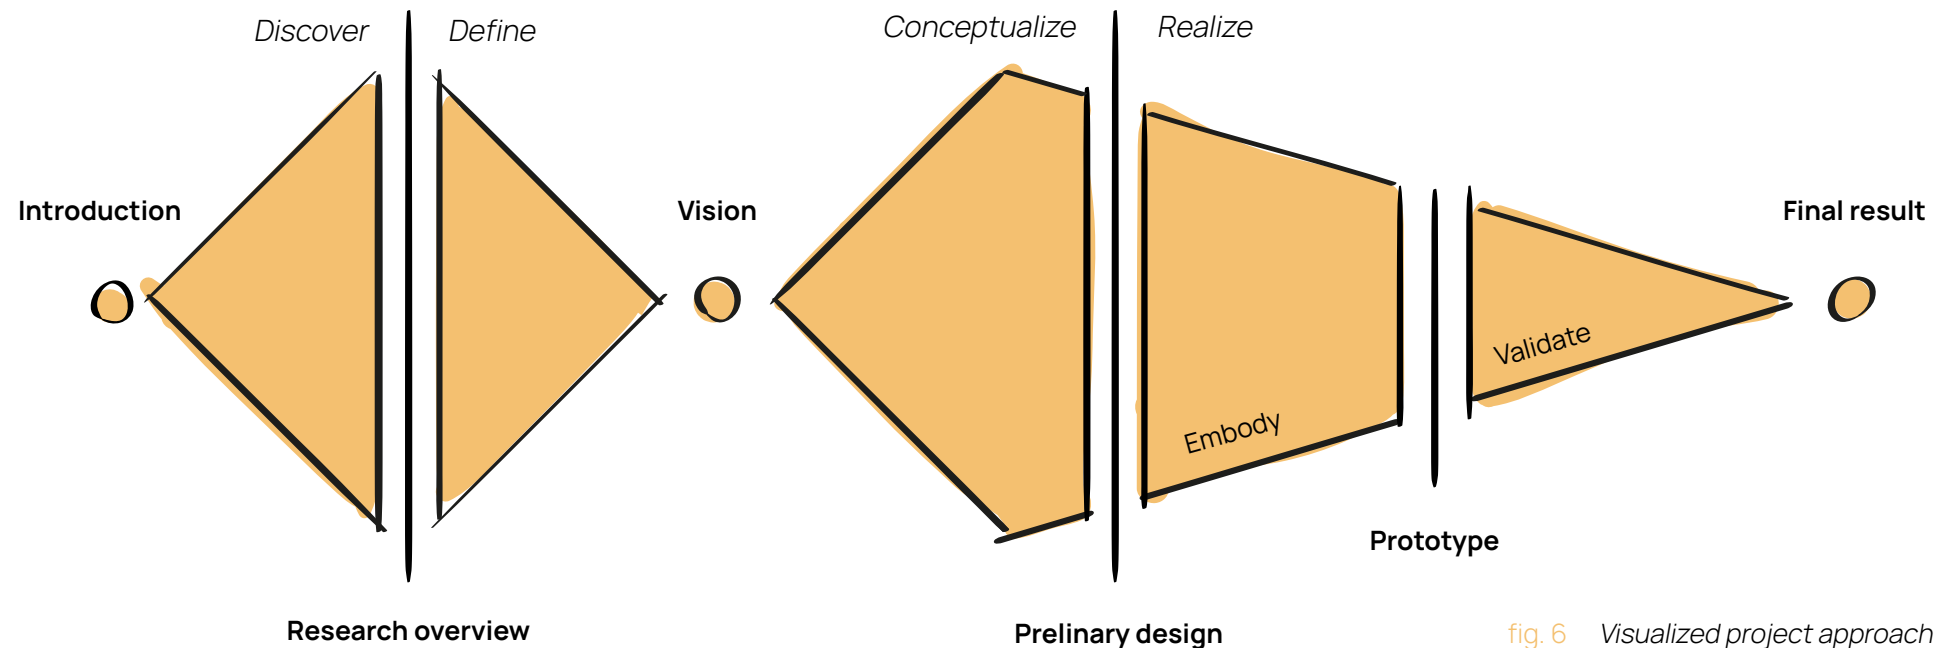 Discover
Define
Conceptualize
Realize
Introduction
Vision
Final result
Validate
Embody
Prototype
Research overview
Prelinary design
fig. 6 Visualized project approach